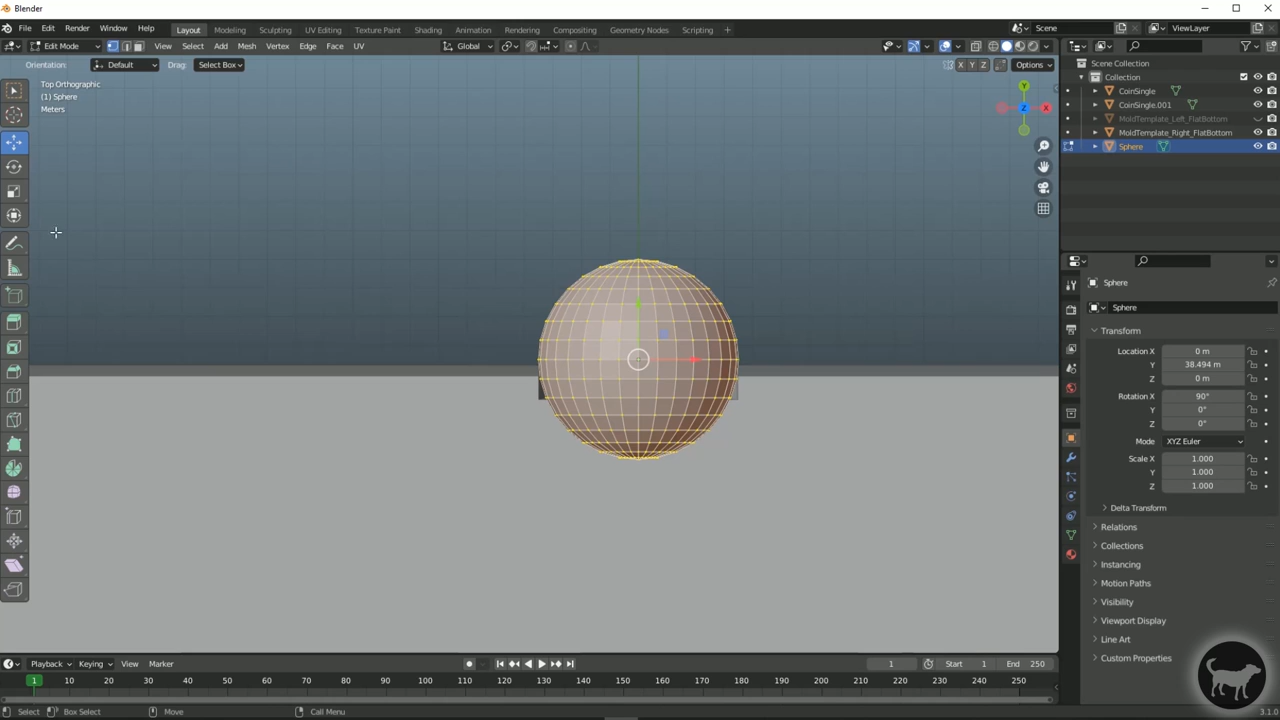 Blender
File Edit Render Window Help
Layout Modeling Sculpting UV Editing Texture Paint Shading Animation Rendering Compositing Geometry Nodes Scripting +
Scene
ViewLayer
Edit Mode View Select Add Mesh Vertex Edge Face UV
Global
Orientation: Default Drag: Select Box
X Y Z Options
Top Orthographic
(1) Sphere
Meters
Y
Z
X
Scene Collection
Collection
CoinSingle
CoinSingle.001
MoldTemplate_Left_FlatBottom
MoldTemplate_Right_FlatBottom
Sphere
Sphere
Sphere
Transform
Location X 0 m
Y 38.494 m
Z 0 m
Rotation X 90°
Y 0°
Z 0°
Mode XYZ Euler
Scale X 1.000
Y 1.000
Z 1.000
Delta Transform
Relations
Collections
Instancing
Motion Paths
Visibility
Viewport Display
Line Art
Custom Properties
Playback Keying View Marker
1 Start 1 End 250
1 10 20 30 40 50 60 70 80 90 100 110 120 130 140 150 160 170 180 190 200 210 220 230 240 250
Select Box Select Move Call Menu
3.1.0